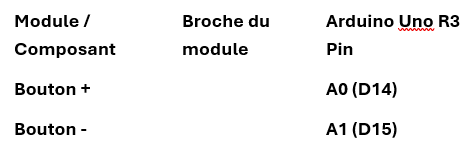 Module / Broche du Arduino Uno R3
Composant module Pin
Bouton + A0 (D14)
Bouton - A1 (D15)